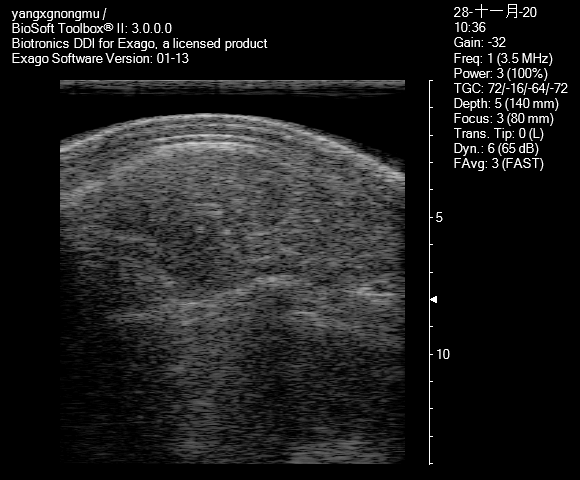 yangxgnongmu /
BioSoft Toolbox® II: 3.0.0.0
Biotronics DDI for Exago, a licensed product
Exago Software Version: 01-13
28-十一月-20
10:36
Gain: -32
Freq: 1 (3.5 MHz)
Power: 3 (100%)
TGC: 72/-16/-64/-72
Depth: 5 (140 mm)
Focus: 3 (80 mm)
Trans. Tip: 0 (L)
Dyn.: 6 (65 dB)
FAvg: 3 (FAST)
5
10